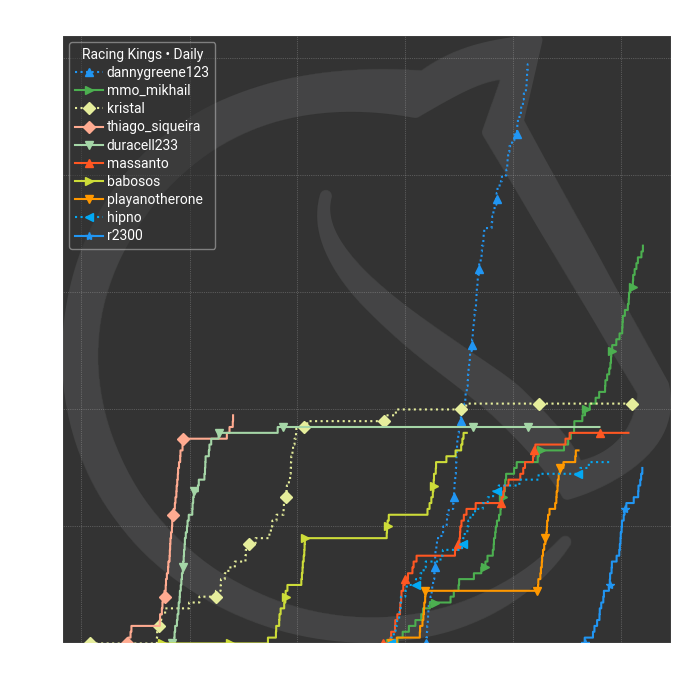 Racing Kings • Daily
dannygreene123
mmo_mikhail
kristal
thiago_siqueira
duracell233
massanto
babosos
playanotherone
hipno
r2300